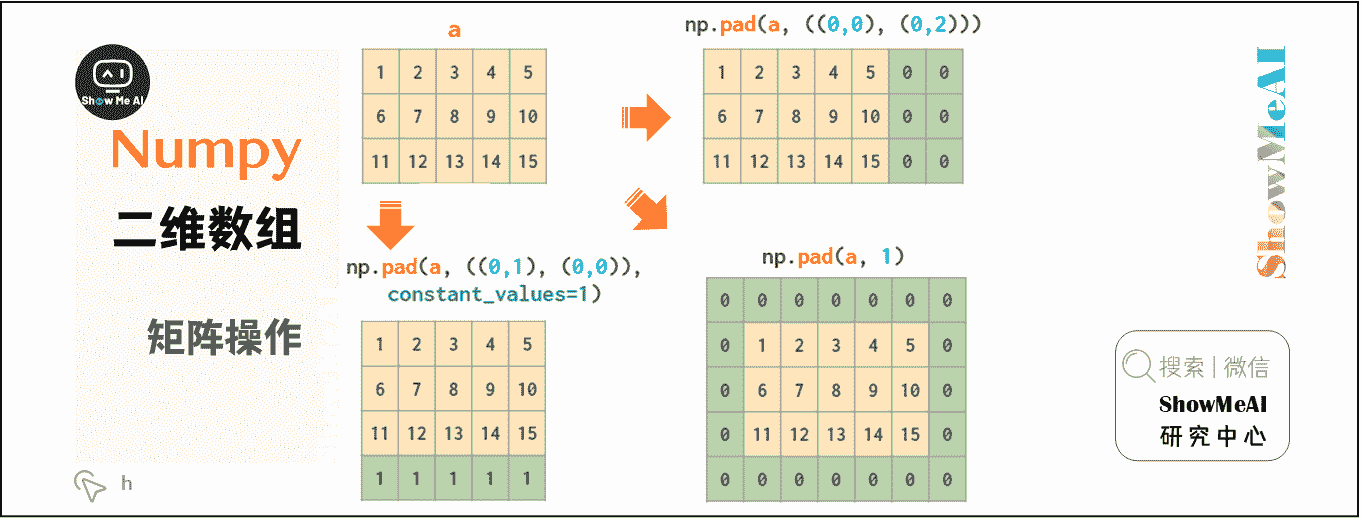 Show Me AI
Numpy
二维数组
矩阵操作
h
a
1 2 3 4 5
6 7 8 9 10
11 12 13 14 15
np.pad(a, ((0,0), (0,2)))
1 2 3 4 5 0 0
6 7 8 9 10 0 0
11 12 13 14 15 0 0
np.pad(a, ((0,1), (0,0)),
constant_values=1)
1 2 3 4 5
6 7 8 9 10
11 12 13 14 15
1 1 1 1 1
np.pad(a, 1)
0 0 0 0 0 0 0
0 1 2 3 4 5 0
0 6 7 8 9 10 0
0 11 12 13 14 15 0
0 0 0 0 0 0 0
ShowMeAI
搜索|微信
ShowMeAI
研究中心